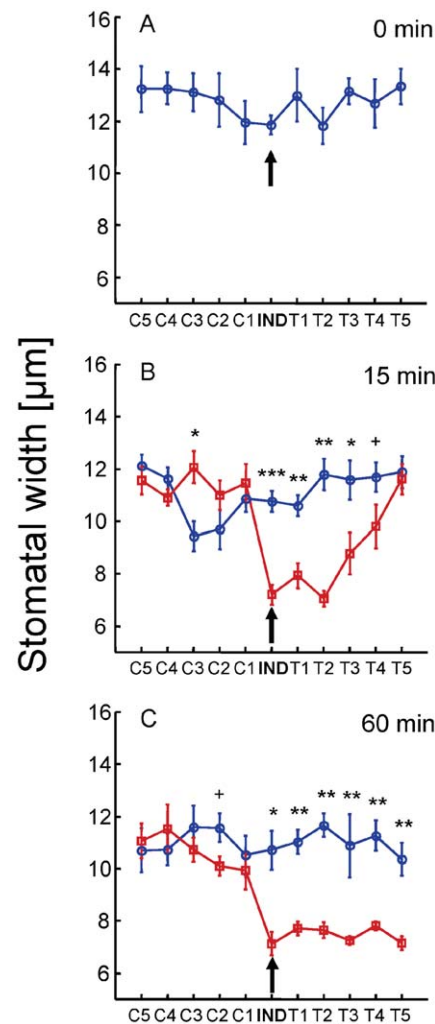 Stomatal width [μm]
A
0 min
16
14
12
10
8
6
C5 C4 C3 C2 C1 IND T1 T2 T3 T4 T5
B
15 min
16
14
12
10
8
6
* *** ** ** * +
C5 C4 C3 C2 C1 IND T1 T2 T3 T4 T5
C
60 min
16
14
12
10
8
6
+ * ** ** ** ** **
C5 C4 C3 C2 C1 IND T1 T2 T3 T4 T5